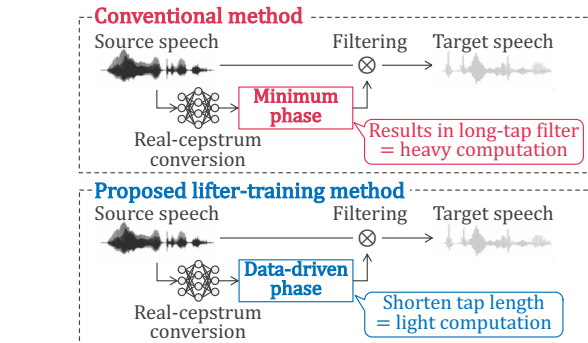 Conventional method
Source speech
Filtering
Target speech
Minimum
phase
Real-cepstrum
conversion
Results in long-tap filter
= heavy computation
Proposed lifter-training method
Source speech
Filtering
Target speech
Data-driven
phase
Real-cepstrum
conversion
Shorten tap length
= light computation